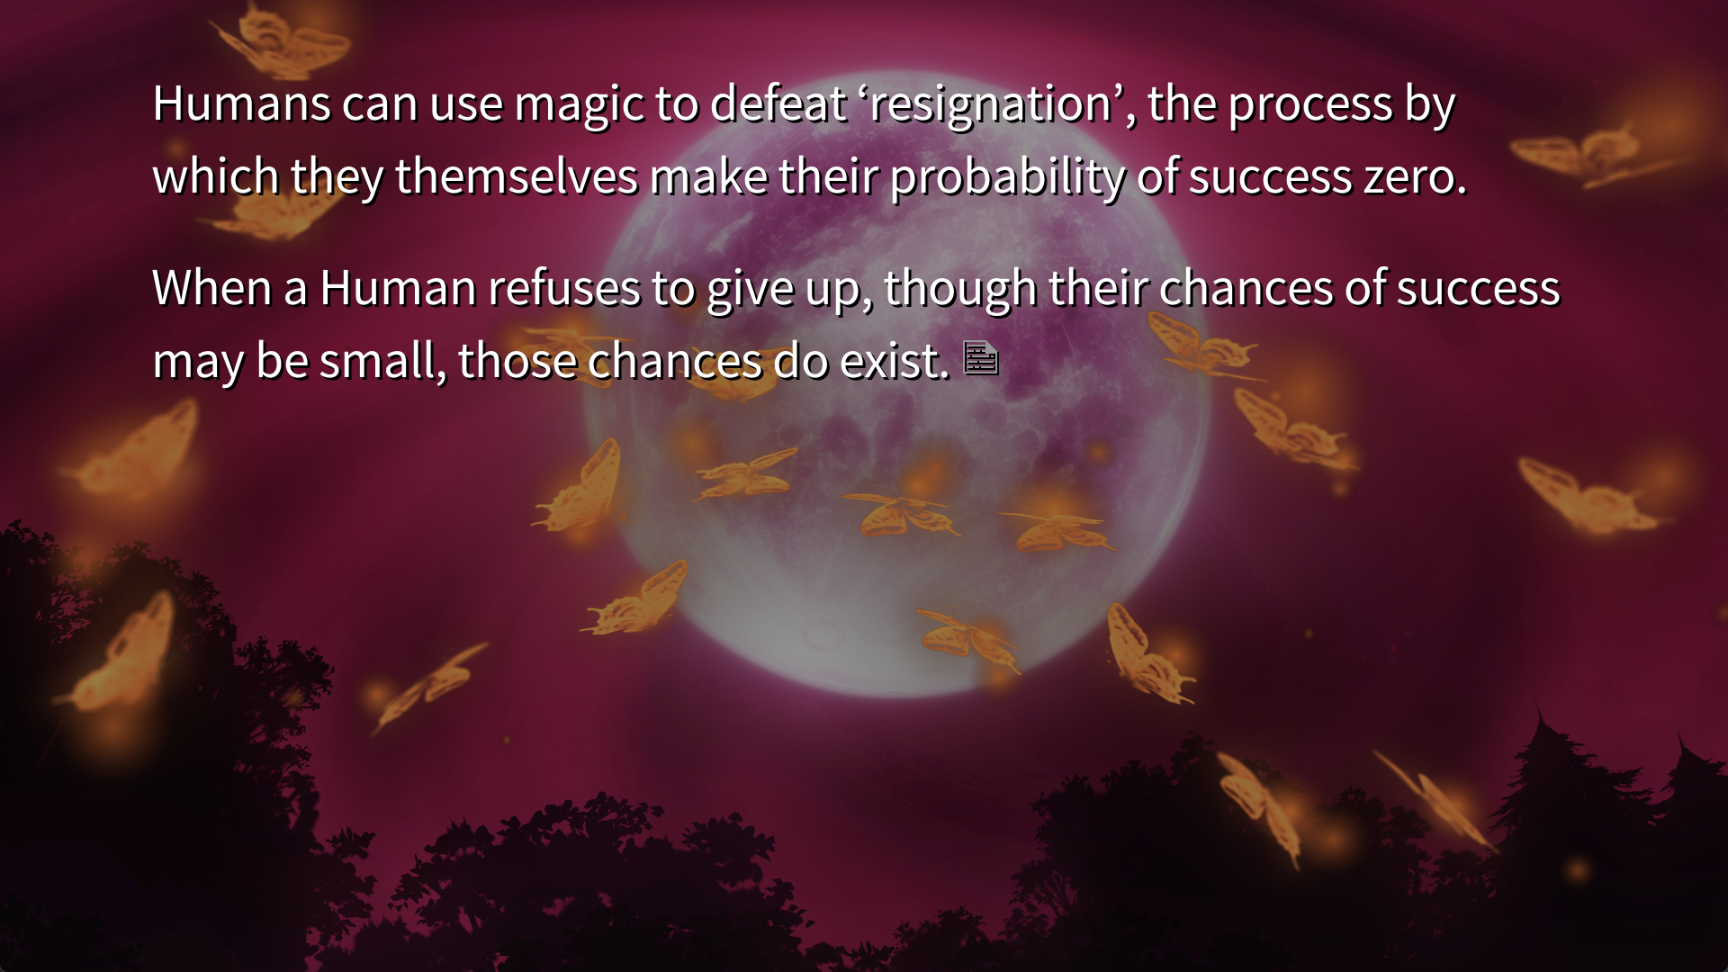 Humans can use magic to defeat ‘resignation’, the process by
which they themselves make their probability of success zero.
When a Human refuses to give up, though their chances of success
may be small, those chances do exist.